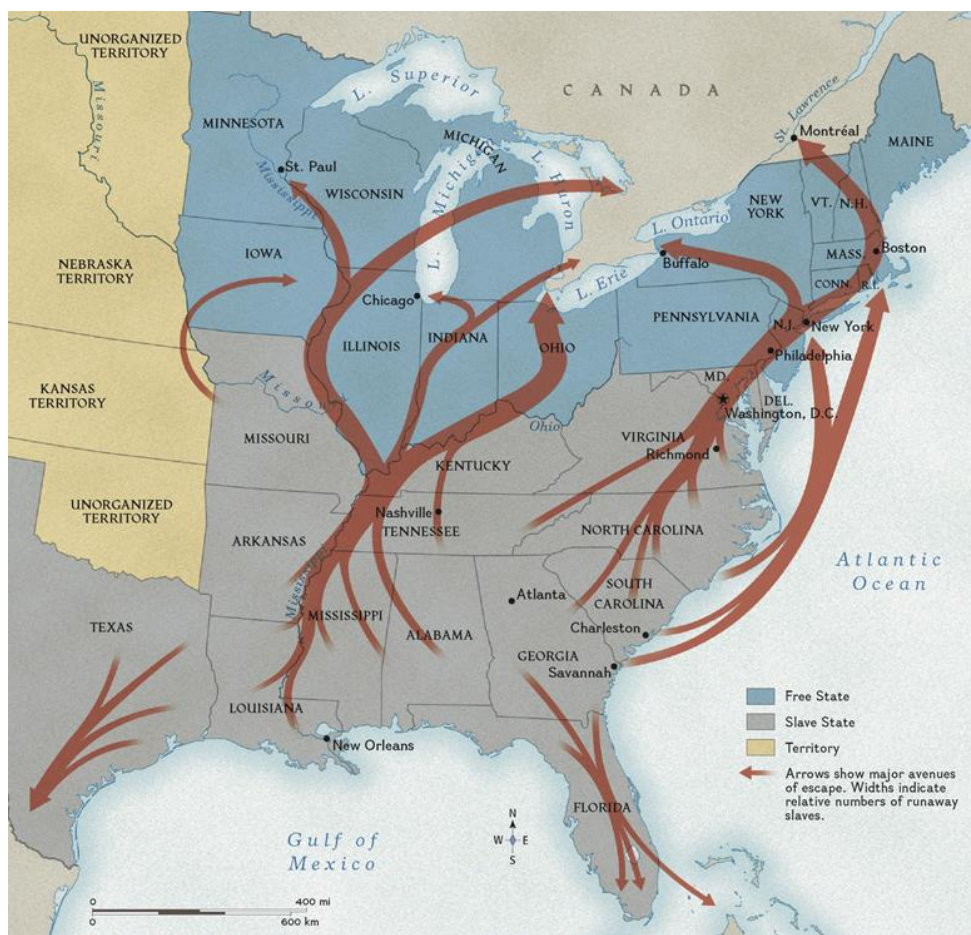 UNORGANIZED
TERRITORY
Missouri
MINNESOTA
L. Superior
CANADA
St. Lawrence
Montréal
MAINE
St. Paul
Mississippi
WISCONSIN
MICHIGAN
L. Michigan
L. Huron
NEW
YORK
VT.
N.H.
L. Ontario
IOWA
NEBRASKA
TERRITORY
Chicago
L. Erie
Buffalo
MASS.
Boston
CONN.
R.I.
ILLINOIS
INDIANA
OHIO
PENNSYLVANIA
N.J.
New York
Philadelphia
KANSAS
TERRITORY
Missouri
MISSOURI
Ohio
MD.
DEL.
Washington, D.C.
VIRGINIA
Richmond
KENTUCKY
UNORGANIZED
TERRITORY
Nashville
TENNESSEE
NORTH CAROLINA
ARKANSAS
Mississippi
MISSISSIPPI
ALABAMA
Atlanta
SOUTH
CAROLINA
Charleston
GEORGIA
Savannah
Atlantic
Ocean
TEXAS
LOUISIANA
New Orleans
FLORIDA
Gulf of
Mexico
N
W
E
S
Free State
Slave State
Territory
Arrows show major avenues
of escape. Widths indicate
relative numbers of runaway
slaves.
0
400 mi
0
600 km